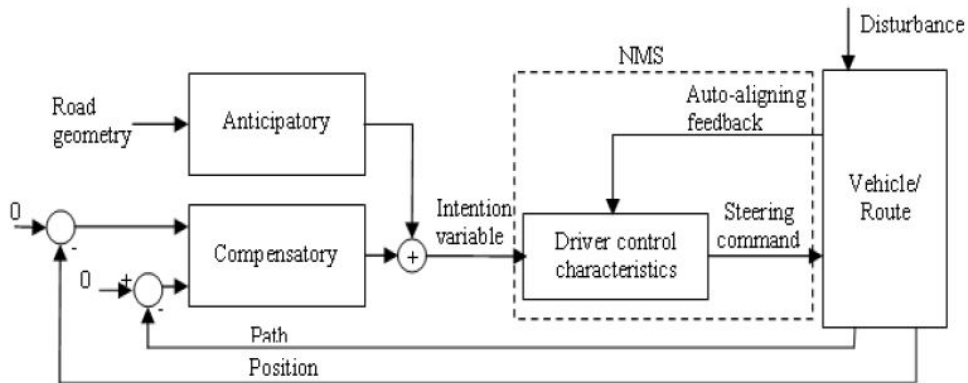 Disturbance
NMS
Auto-aligning
feedback
Road
geometry
Anticipatory
Vehicle/
Route
Intention
variable
Steering
command
0
-
Compensatory
+
Driver control
characteristics
0
+
-
Path
Position